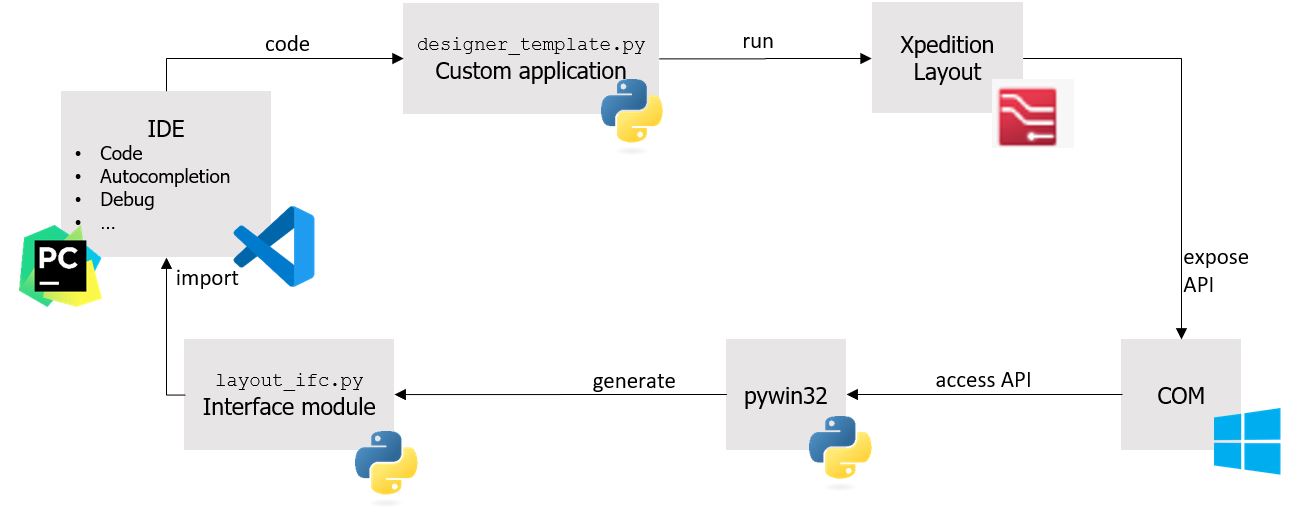 code
designer_template.py
Custom application
run
Xpedition
Layout
IDE
• Code
• Autocompletion
• Debug
• ...
PC
import
expose
API
layout_ifc.py
Interface module
generate
pywin32
access API
COM